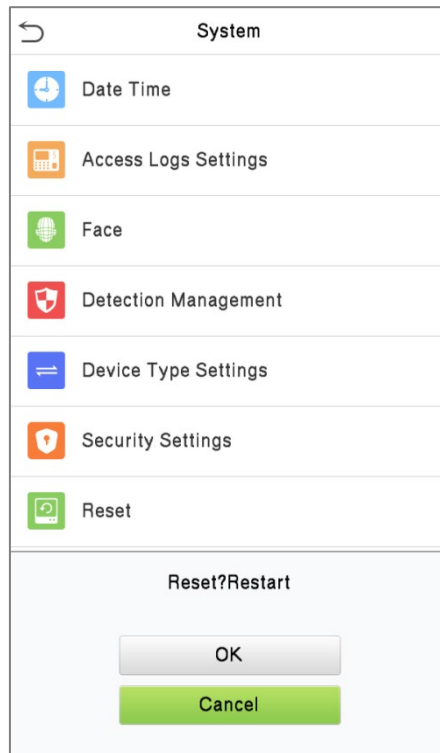 System
Date Time
Access Logs Settings
Face
Detection Management
Device Type Settings
Security Settings
Reset
Reset?Restart
OK
Cancel